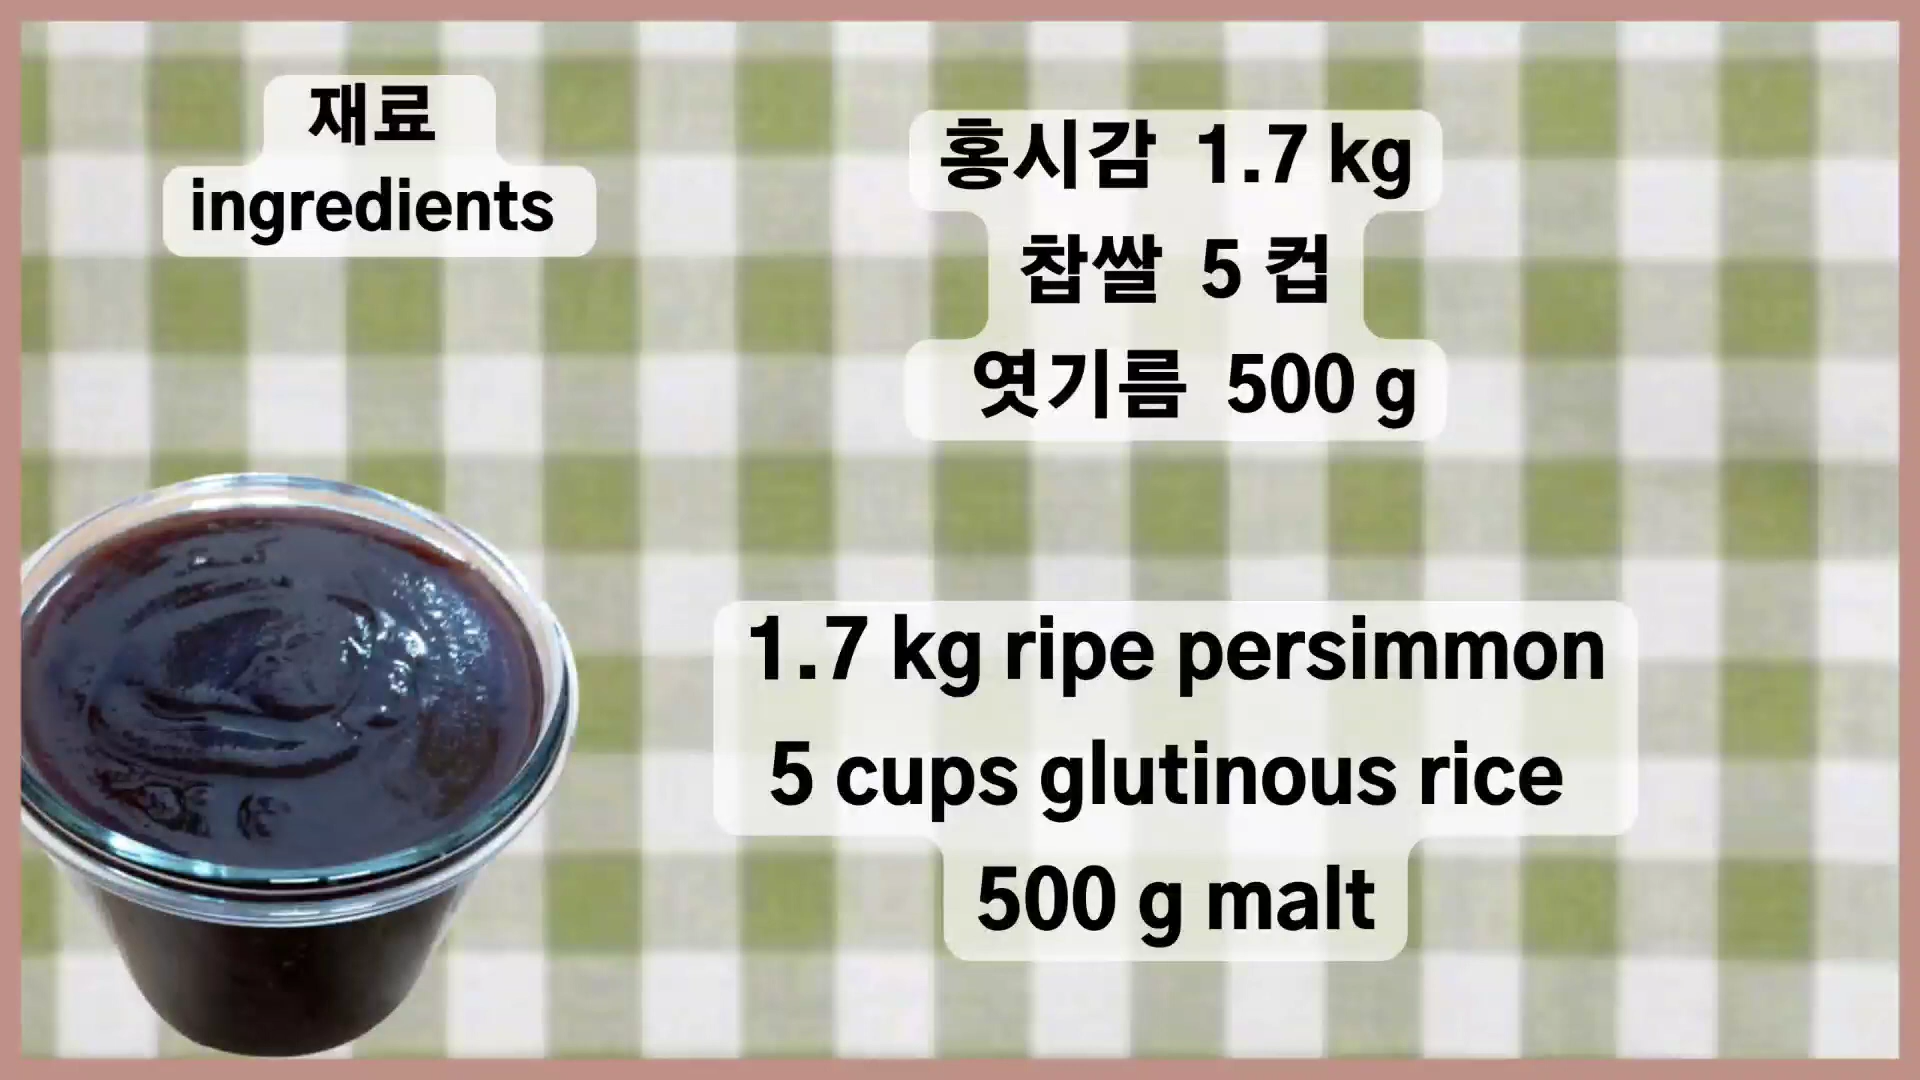 재료
ingredients
홍시감 1.7 kg
찹쌀 5 컵
엿기름 500 g
1.7 kg ripe persimmon
5 cups glutinous rice
500 g malt